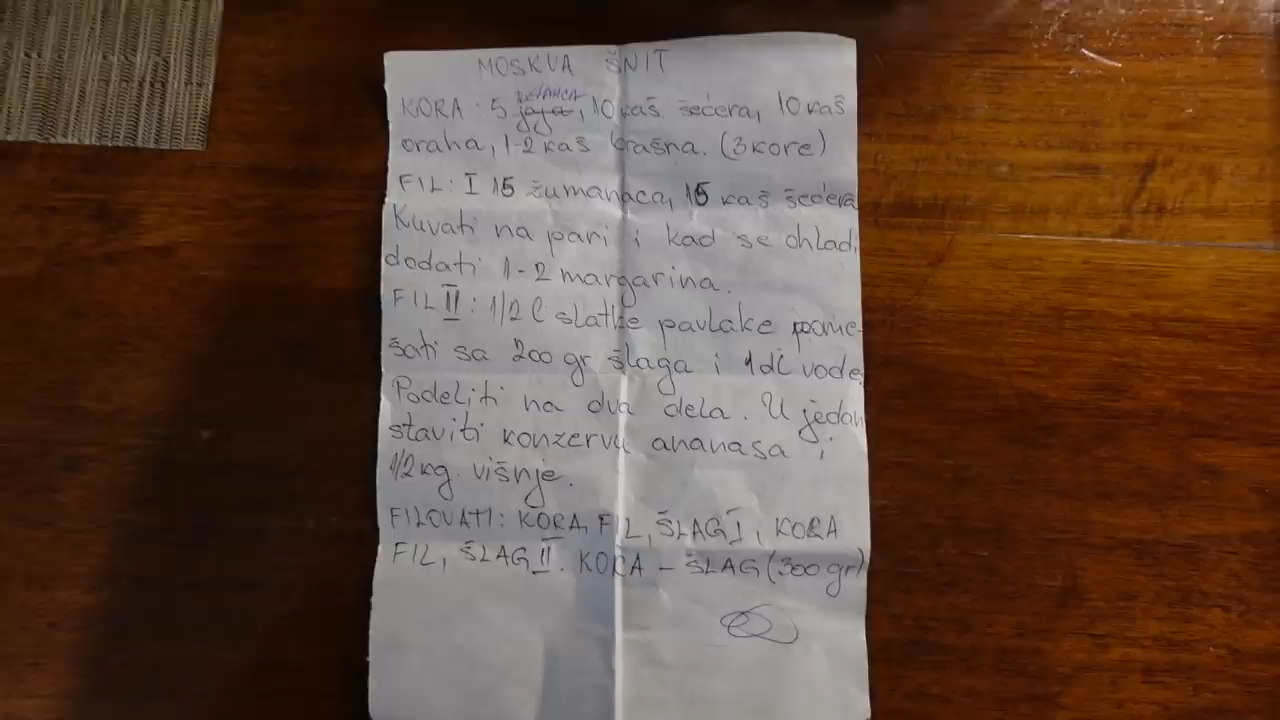 MOSKVA ŠNIT
KORA: 5 belanca, 10 kaš. šećera, 10 kaš
oraha, 1-2 kaš brašna. (3 kore)
FIL: I 15 žumanaca, 15 kaš šećera
Kuvati na pari i kad se ohladi
dodati 1-2 margarina.
FIL II: 1/2 l slatke pavlake pome-
šati sa 200 gr šlaga i 1dl vode.
Podeliti na dva dela. U jedan
staviti konzervu ananasa i
1/2 kg. višnje.
FILOVATI: KORA, FIL, ŠLAG I, KORA
FIL, ŠLAG II. KORA – ŠLAG (300 gr)